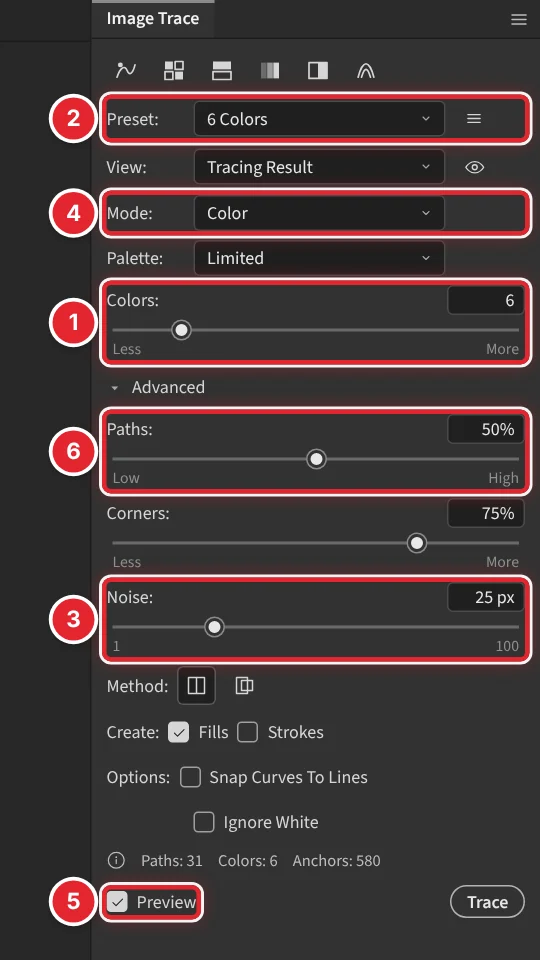 Image Trace
2
Preset: 6 Colors
View: Tracing Result
4
Mode: Color
Palette: Limited
1
Colors: 6
Less More
Advanced
6
Paths: 50%
Low High
Corners: 75%
Less More
3
Noise: 25 px
1 100
Method:
Create: Fills Strokes
Options: Snap Curves To Lines
Ignore White
Paths: 31 Colors: 6 Anchors: 580
5
Preview Trace